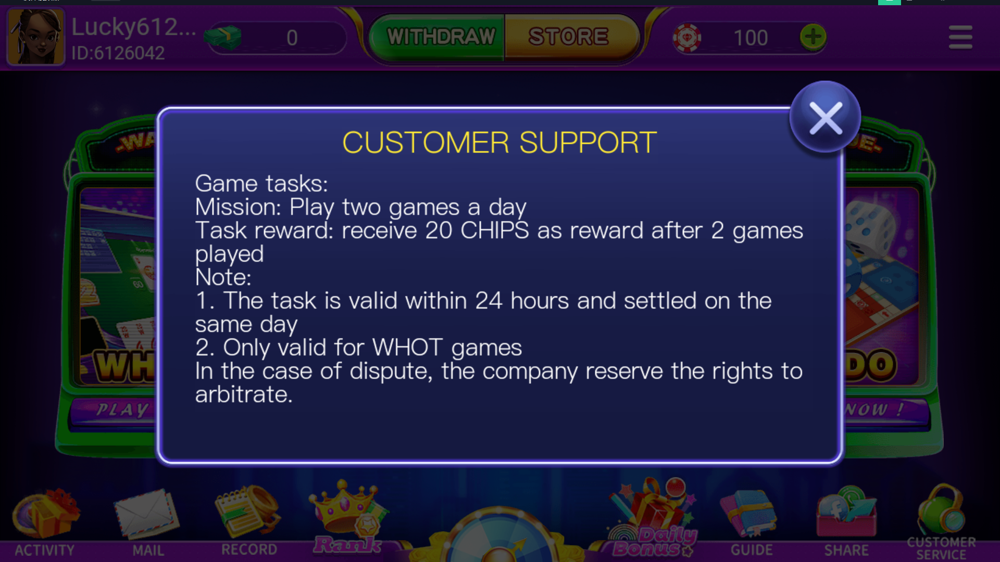 Lucky612...
ID:6126042
0
WITHDRAW
STORE
100
CUSTOMER SUPPORT
Game tasks:
Mission: Play two games a day
Task reward: receive 20 CHIPS as reward after 2 games
played
Note:
1. The task is valid within 24 hours and settled on the
same day
2. Only valid for WHOT games
In the case of dispute, the company reserve the rights to
arbitrate.
-WA
UE-
WH
DO
PLAY
NOW !
ACTIVITY
MAIL
RECORD
Rank
Daily
Bonus
GUIDE
SHARE
CUSTOMER
SERVICE